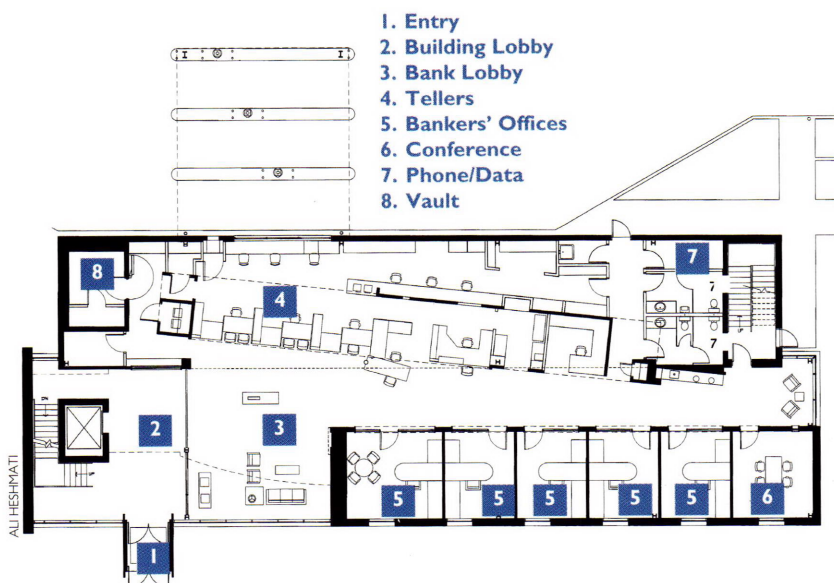 1. Entry
2. Building Lobby
3. Bank Lobby
4. Tellers
5. Bankers' Offices
6. Conference
7. Phone/Data
8. Vault
8
7
7
4
7
2
3
5
5
5
5
5
6
1
ALI HESHMATI